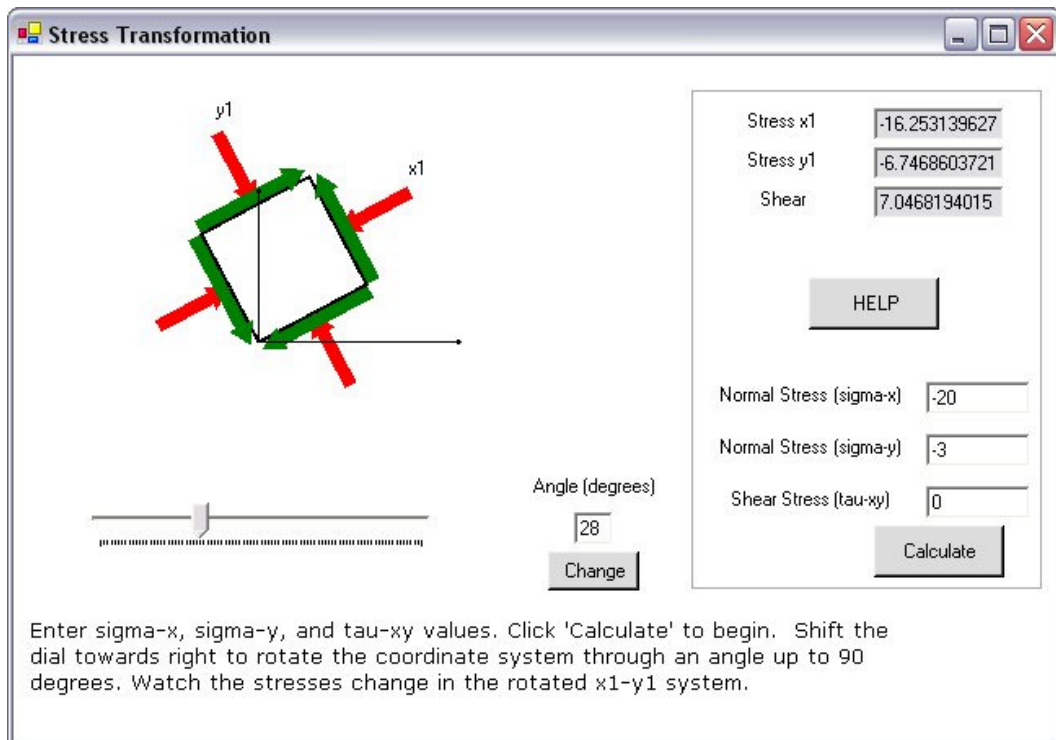 Stress Transformation
y1
x1
Stress x1
-16.253139627
Stress y1
-6.7468603721
Shear
7.0468194015
HELP
Normal Stress (sigma-x)
-20
Normal Stress (sigma-y)
-3
Shear Stress (tau-xy)
0
Calculate
Angle (degrees)
28
Change
Enter sigma-x, sigma-y, and tau-xy values. Click 'Calculate' to begin.  Shift the
dial towards right to rotate the coordinate system through an angle up to 90
degrees. Watch the stresses change in the rotated x1-y1 system.